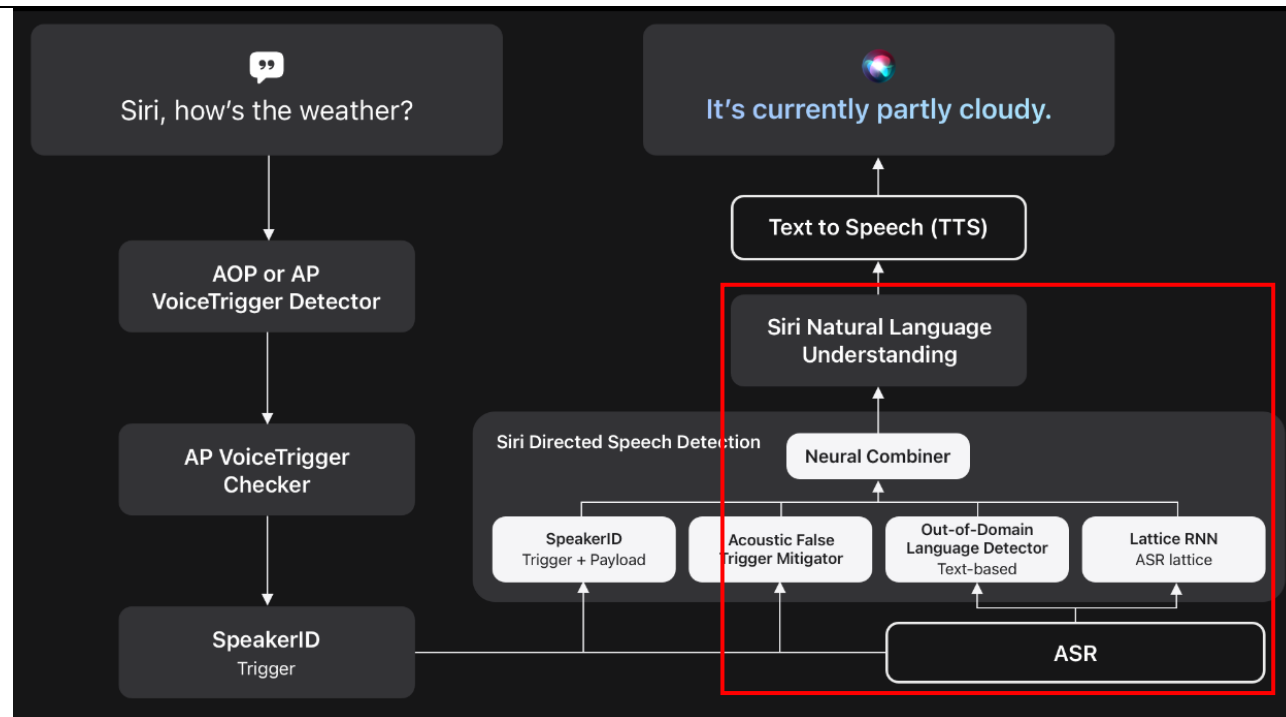 Siri, how's the weather?
It's currently partly cloudy.
Text to Speech (TTS)
AOP or AP
VoiceTrigger Detector
Siri Natural Language
Understanding
AP VoiceTrigger
Checker
Siri Directed Speech Detection
Neural Combiner
SpeakerID
Trigger + Payload
Acoustic False
Trigger Mitigator
Out-of-Domain
Language Detector
Text-based
Lattice RNN
ASR lattice
SpeakerID
Trigger
ASR